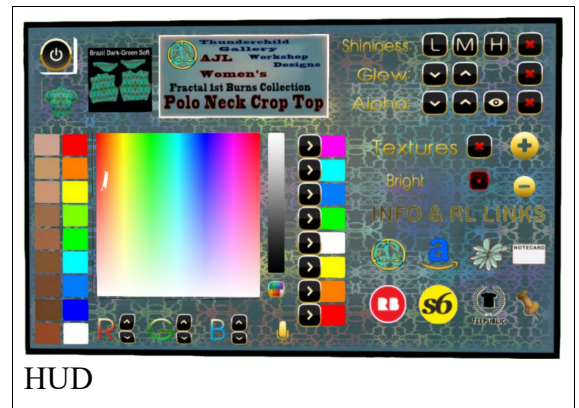 Brazil Dark-Green Soft
Thunderchild
Gallery
AJL Workshop
Designs
Women's
Fractal 1st Burns Collection
Polo Neck Crop Top
Shininess: L M H
Glow:
Alpha:
Textures
Bright
INFO & RL LINKS
a
NOTECARD
RB
s6
TEEPUBLIC
R G B
HUD